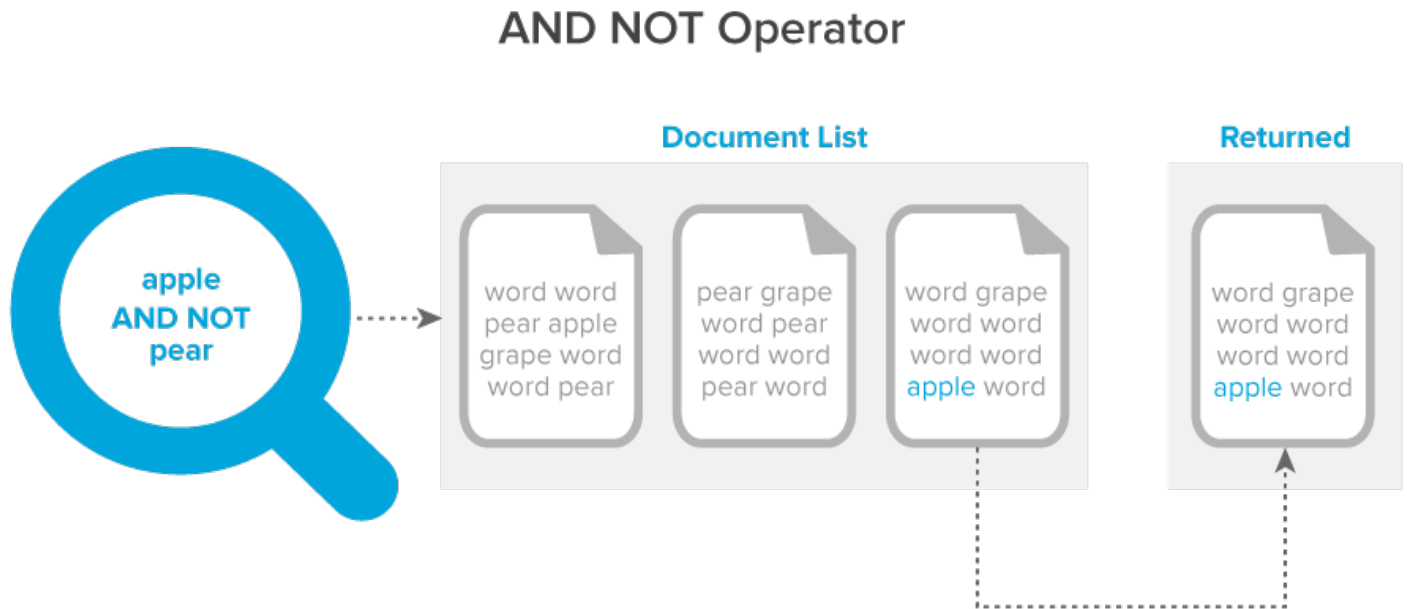 AND NOT Operator
Document List
Returned
apple
AND NOT
pear
word word
pear apple
grape word
word pear
pear grape
word pear
word word
pear word
word grape
word word
word word
apple word
word grape
word word
word word
apple word